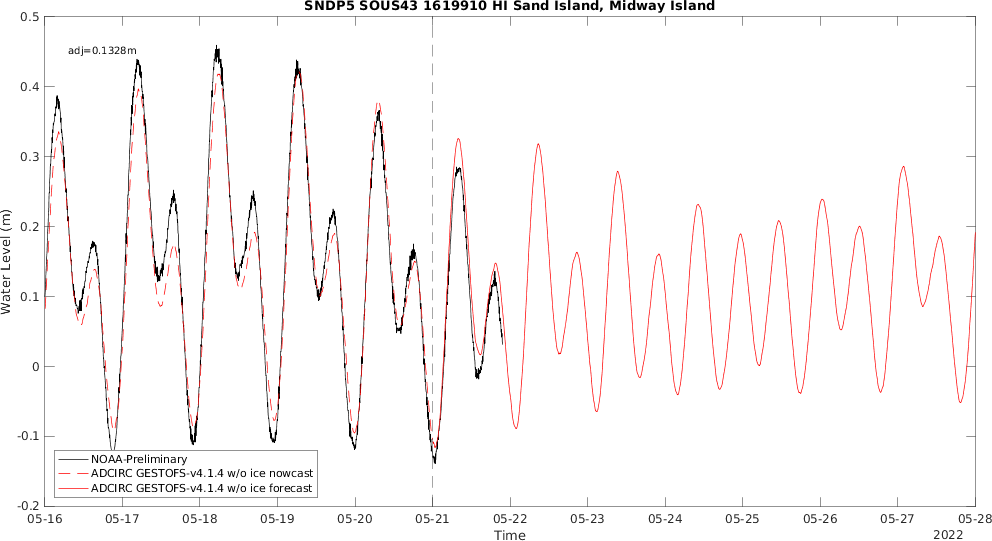 SNDP5 SOUS43 1619910 HI Sand Island, Midway Island
adj=0.1328m
0.5
0.4
0.3
0.2
0.1
0
-0.1
-0.2
Water Level (m)
NOAA-Preliminary
ADCIRC GESTOFS-v4.1.4 w/o ice nowcast
ADCIRC GESTOFS-v4.1.4 w/o ice forecast
05-16 05-17 05-18 05-19 05-20 05-21 05-22 05-23 05-24 05-25 05-26 05-27 05-28
Time
2022